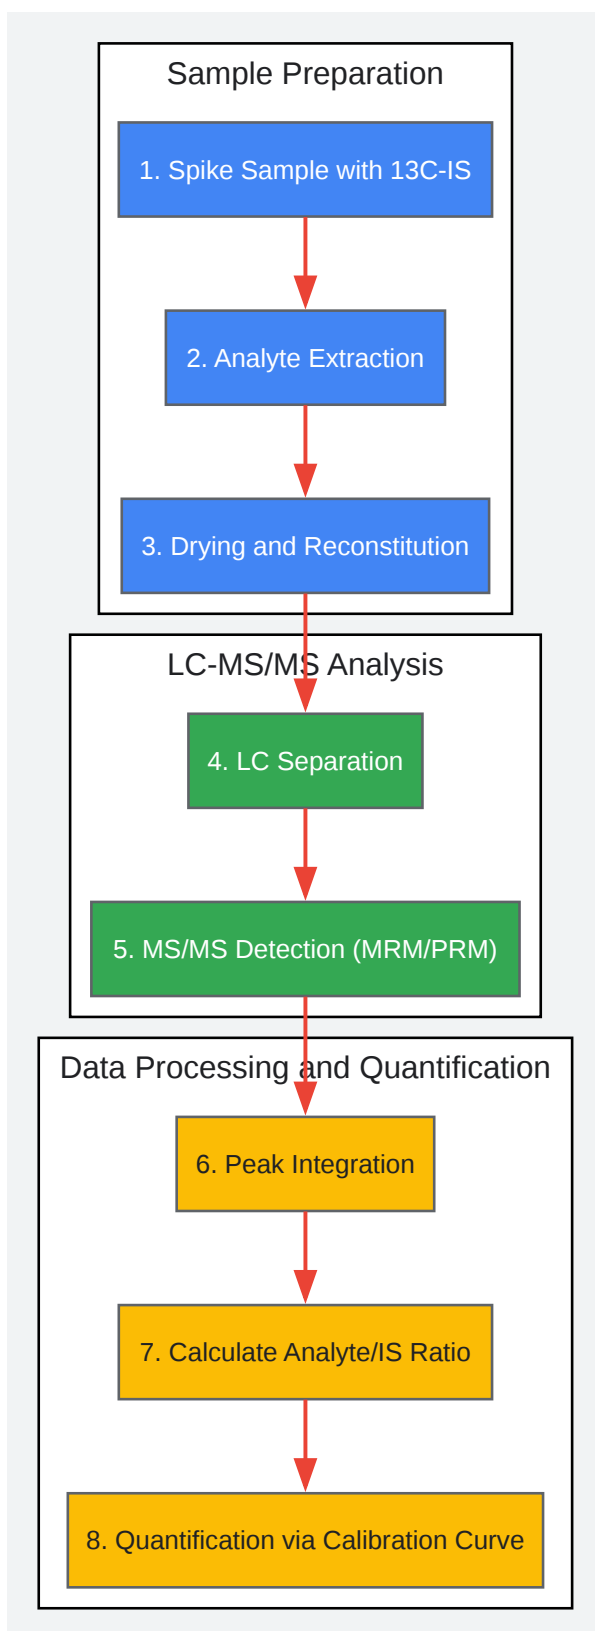 Sample Preparation
1. Spike Sample with 13C-IS
2. Analyte Extraction
3. Drying and Reconstitution
LC-MS/MS Analysis
4. LC Separation
5. MS/MS Detection (MRM/PRM)
Data Processing and Quantification
6. Peak Integration
7. Calculate Analyte/IS Ratio
8. Quantification via Calibration Curve